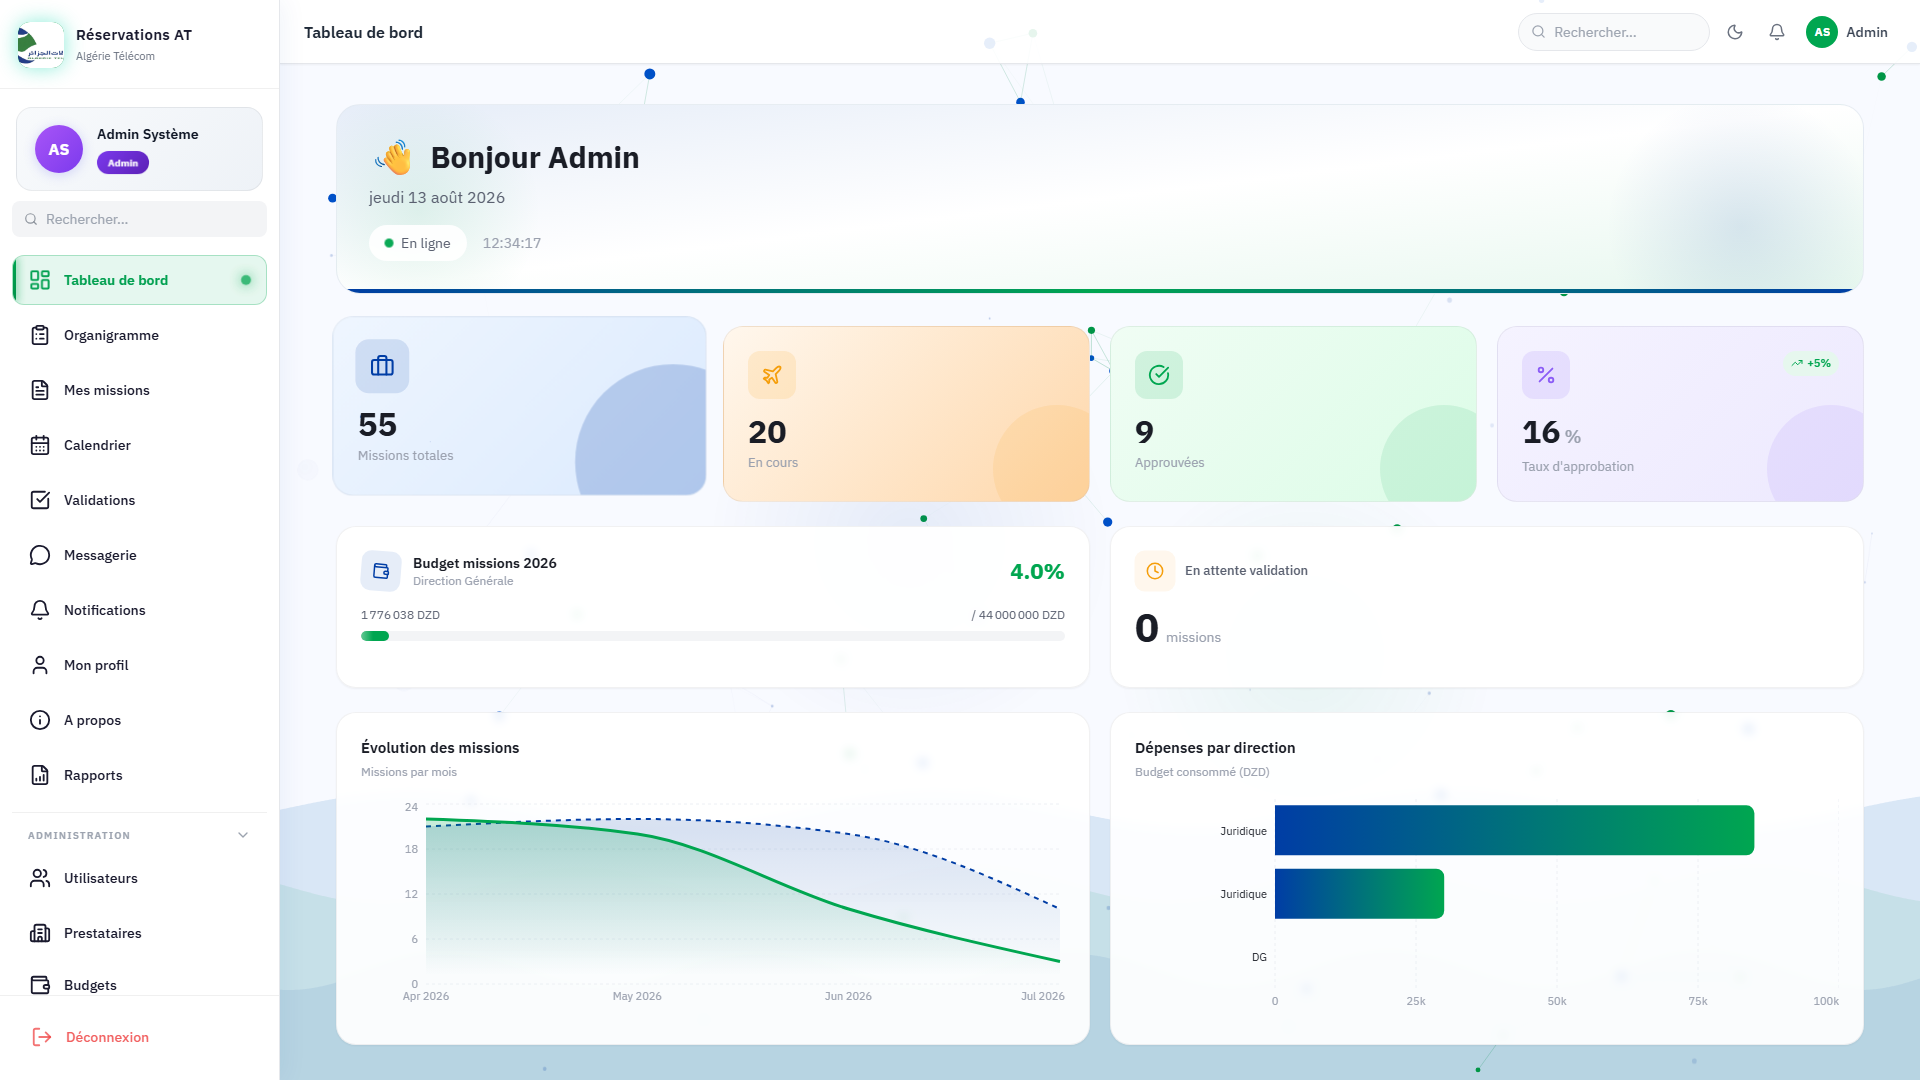 Réservations AT
Algérie Télécom
AS
Admin Système
Admin
Rechercher...
Tableau de bord
Organigramme
Mes missions
Calendrier
Validations
Messagerie
Notifications
Mon profil
A propos
Rapports
ADMINISTRATION
Utilisateurs
Prestataires
Budgets
Déconnexion
Tableau de bord
Rechercher...
AS
Admin
👋 Bonjour Admin
jeudi 13 août 2026
En ligne
12:34:17
55
Missions totales
20
En cours
9
Approuvées
+5%
16 %
Taux d'approbation
Budget missions 2026
Direction Générale
4.0%
1 776 038 DZD
/ 44 000 000 DZD
En attente validation
0 missions
Évolution des missions
Missions par mois
24
18
12
6
0
Apr 2026
May 2026
Jun 2026
Jul 2026
Dépenses par direction
Budget consommé (DZD)
Juridique
Juridique
DG
0
25k
50k
75k
100k